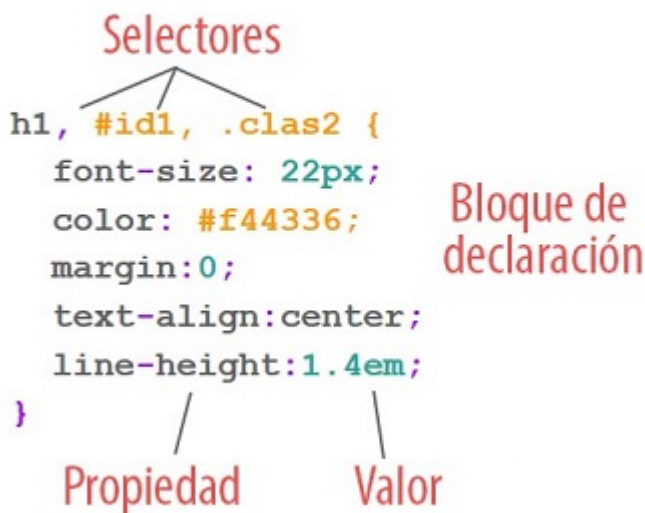 Selectores
h1, #id1, .clas2 {
font-size: 22px;
color: #f44336;
margin:0;
text-align:center;
line-height:1.4em;
}
Bloque de
declaración
Propiedad
Valor